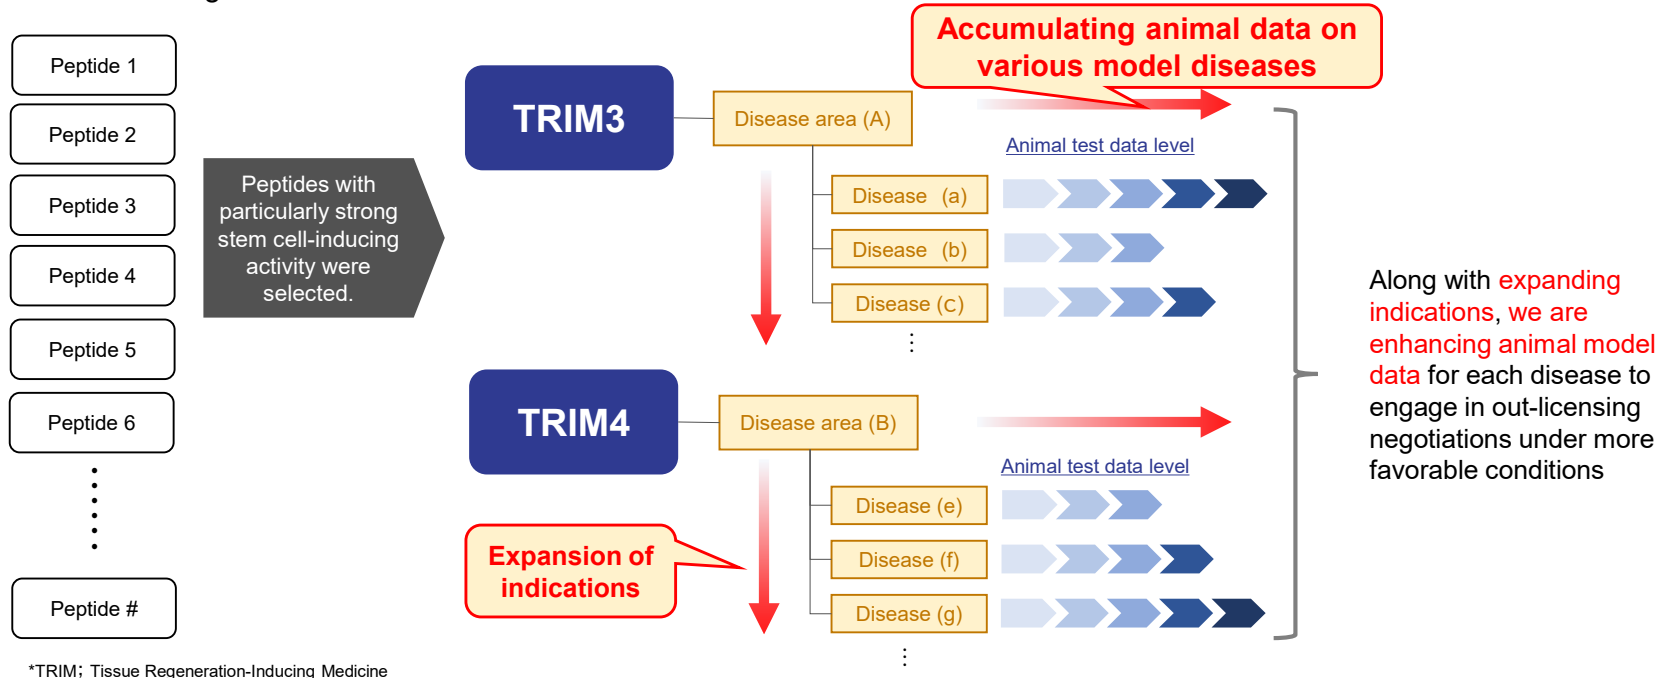 Peptide 1
Peptide 2
Peptide 3
Peptide 4
Peptide 5
Peptide 6
Peptide #
Peptides with
particularly strong
stem cell-inducing
activity were
selected.
Accumulating animal data on
various model diseases
TRIM3
Disease area (A)
Animal test data level
Disease (a)
Disease (b)
Disease (c)
TRIM4
Disease area (B)
Animal test data level
Disease (e)
Disease (f)
Disease (g)
Expansion of
indications
Along with expanding
indications, we are
enhancing animal model
data for each disease to
engage in out-licensing
negotiations under more
favorable conditions
*TRIM; Tissue Regeneration-Inducing Medicine